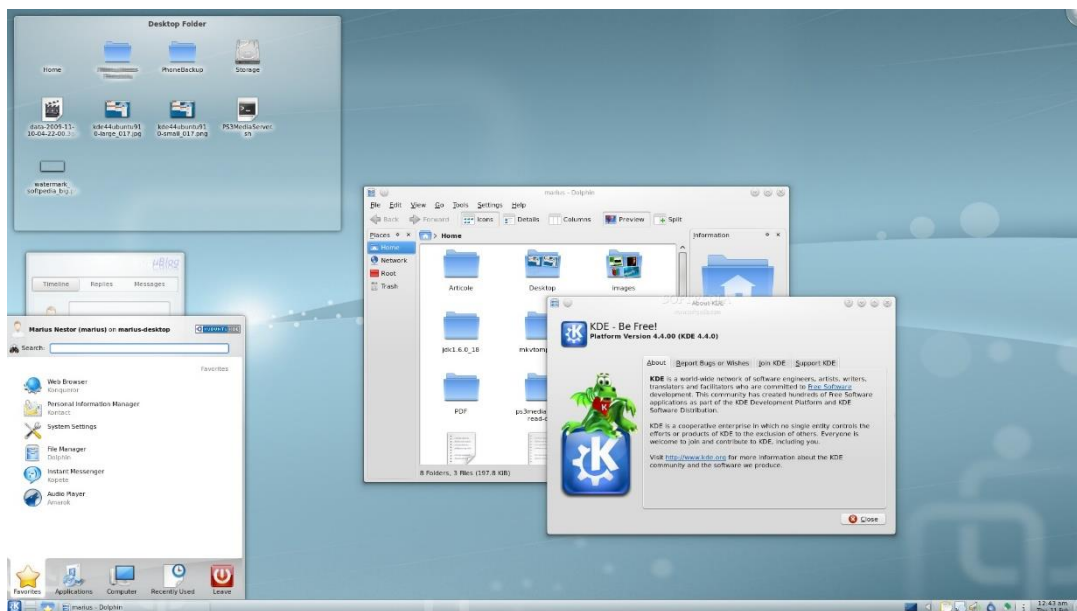 Desktop Folder
Home
PhoneBackup
Storage
data-2009-11-
kde44ubuntu91
0-large_017.jpg
kde44ubuntu91
0-small_017.png
PS3MediaServer.
sh
watermark_
softpedia_big
µBlog
Timeline Replies Messages
Marius Nestor (marius) on marius-desktop
Search:
Favorites
Web Browser
Konqueror
Personal Information Manager
Kontact
System Settings
File Manager
Dolphin
Instant Messenger
Kopete
Audio Player
Amarok
Favorites Applications Computer Recently Used Leave
marius - Dolphin
File Edit View Go Tools Settings Help
Back Forward Icons Details Columns Preview Split
Places
Home
Network
Root
Trash
> Home
Articole
Desktop
images
jdk1.6.0_18
PDF
8 Folders, 3 Files (197.8 KiB)
Information
About KDE
KDE - Be Free!
Platform Version 4.4.00 (KDE 4.4.0)
About Report Bugs or Wishes Join KDE Support KDE
KDE is a world-wide network of software engineers, artists, writers,
translators and facilitators who are committed to Free Software
development. This community has created hundreds of Free Software
applications as part of the KDE Development Platform and KDE
Software Distribution.
KDE is a cooperative enterprise in which no single entity controls the
efforts or products of KDE to the exclusion of others. Everyone is
welcome to join and contribute to KDE, including you.
Visit http://www.kde.org for more information about the KDE
community and the software we produce.
Close
marius - Dolphin
12:43 am